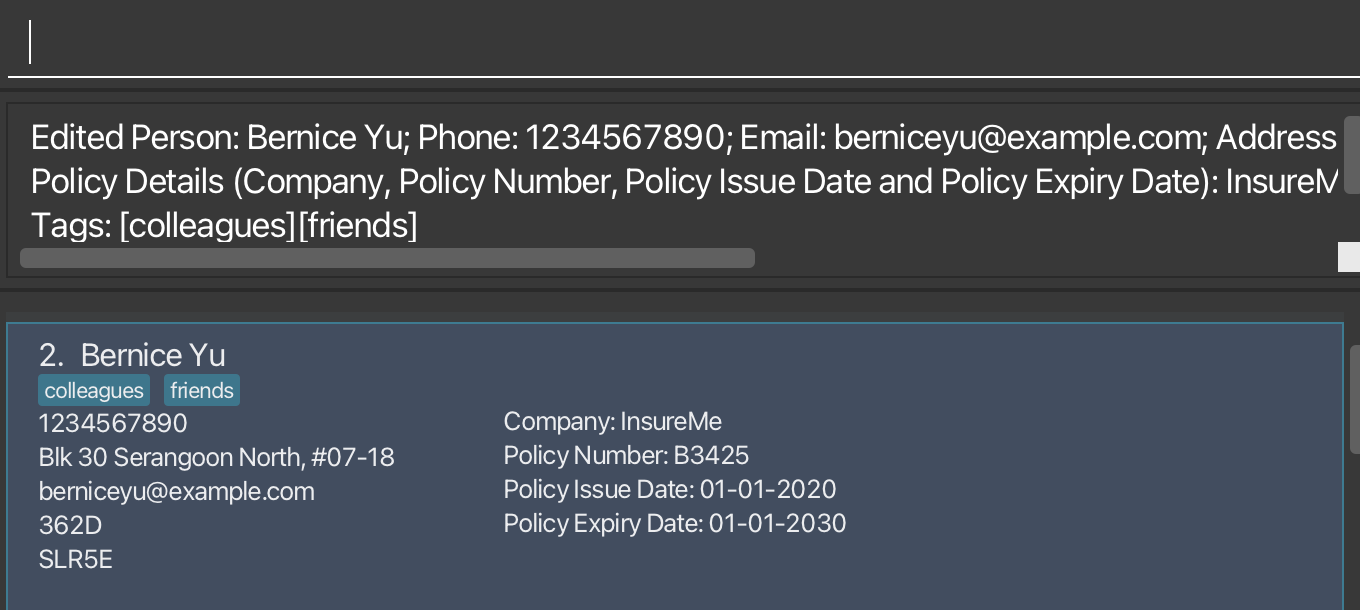 Edited Person: Bernice Yu; Phone: 1234567890; Email: berniceyu@example.com; Address
Policy Details (Company, Policy Number, Policy Issue Date and Policy Expiry Date): InsureM
Tags: [colleagues][friends]
2. Bernice Yu
colleagues friends
1234567890
Blk 30 Serangoon North, #07-18
berniceyu@example.com
362D
SLR5E
Company: InsureMe
Policy Number: B3425
Policy Issue Date: 01-01-2020
Policy Expiry Date: 01-01-2030